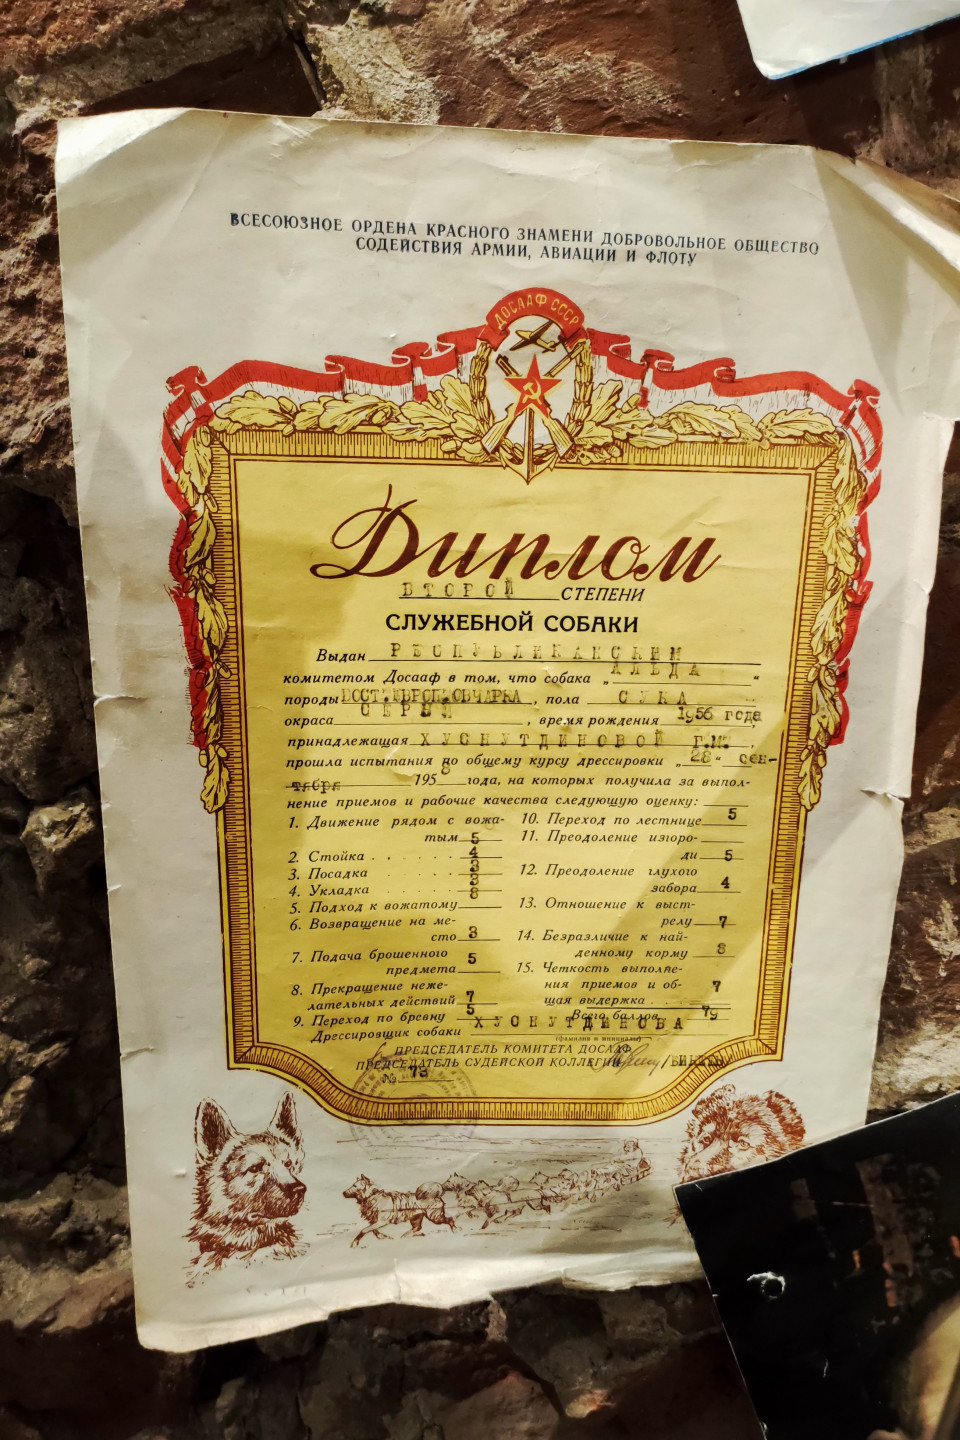 ВСЕСОЮЗНОЕ ОРДЕНА КРАСНОГО ЗНАМЕНИ ДОБРОВОЛЬНОЕ ОБЩЕСТВО
СОДЕЙСТВИЯ АРМИИ, АВИАЦИИ И ФЛОТУ
ДОСААФ СССР
Диплом
ВТОРОЙ СТЕПЕНИ
СЛУЖЕБНОЙ СОБАКИ
Выдан РЕСПУБЛИКАНСКИМ
комитетом Досааф в том, что собака „ АЛЬДА “
породы ВОСТ.ЕВРОП.ОВЧАРКА, пола СУКА
окраса СЕРЫЙ, время рождения 1956 года,
принадлежащая ХУСНУТДИНОВОЙ Г.М.,
прошла испытания по общему курсу дрессировки „28“ сен-
тября 1958 года, на которых получила за выпол-
нение приемов и рабочие качества следующую оценку:
1. Движение рядом с вожа-
тым 5
2. Стойка . . . . . . 4
3. Посадка . . . . . 3
4. Укладка . . . . . 3
5. Подход к вожатому 8
6. Возвращение на ме-
сто 3
7. Подача брошенного 5
предмета
8. Прекращение неже-
лательных действий 7
9. Переход по бревну 5
10. Переход по лестнице 5
11. Преодоление изгоро-
ди 5
12. Преодоление глухого
забора 4
13. Отношение к выст-
релу 7
14. Безразличие к най-
денному корму 8
15. Четкость выполне-
ния приемов и об-
щая выдержка . 7
Всего баллов 79
Дрессировщик собаки ХУСНУТДИНОВА
(фамилия и инициалы)
ПРЕДСЕДАТЕЛЬ КОМИТЕТА ДОСААФ
ПРЕДСЕДАТЕЛЬ СУДЕЙСКОЙ КОЛЛЕГИИ
№ 73